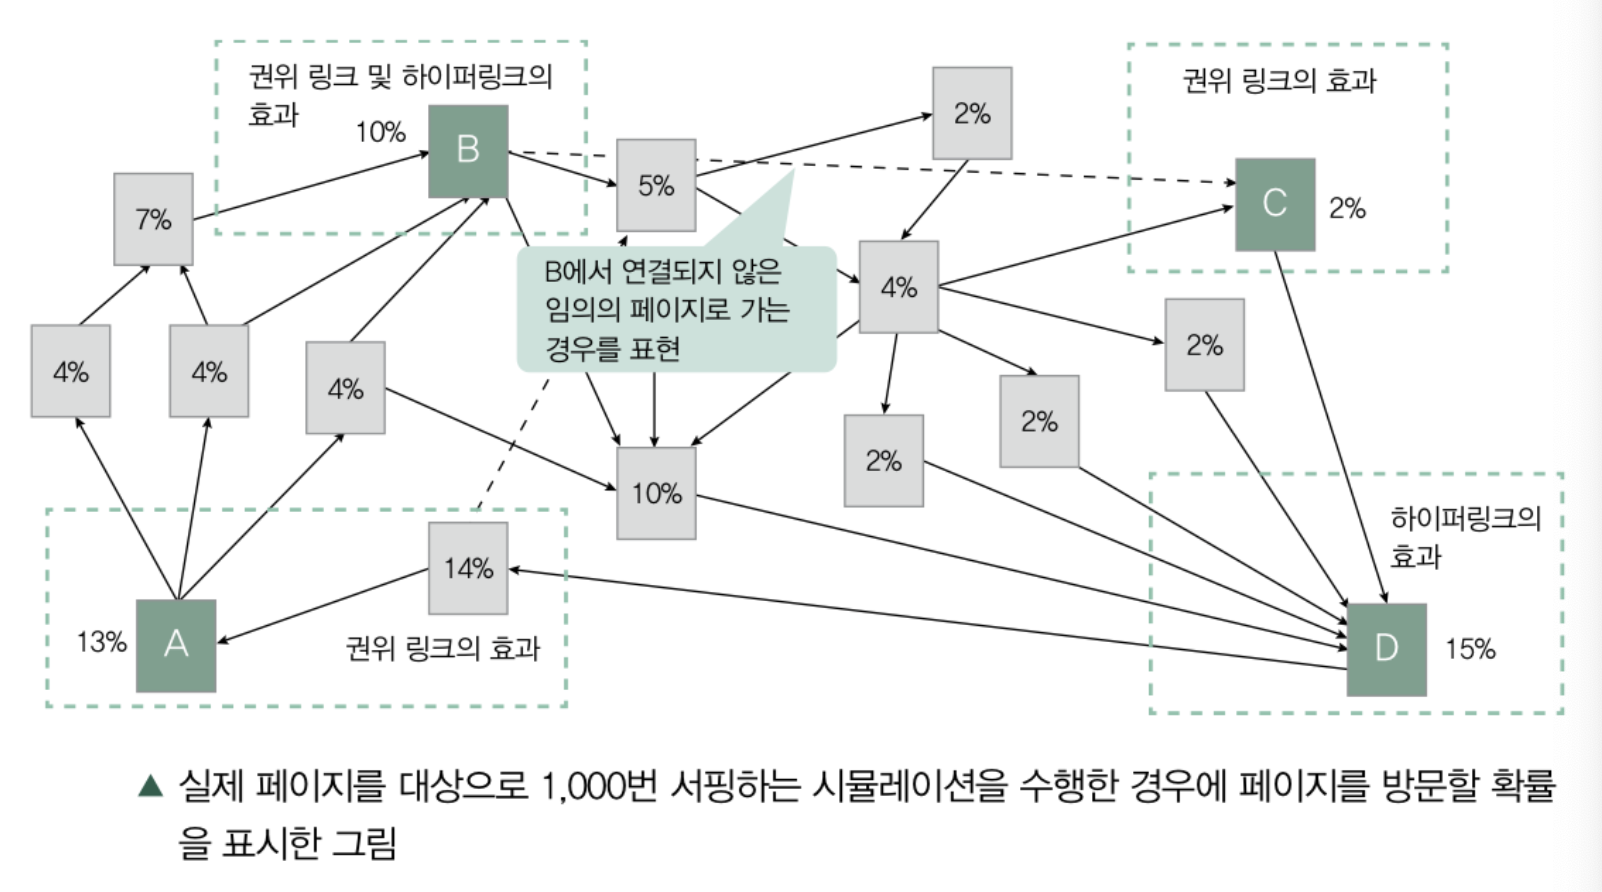 권위 링크 및 하이퍼링크의
효과
10%
B
7%
4%
4%
4%
5%
2%
권위 링크의 효과
C
2%
B에서 연결되지 않은
임의의 페이지로 가는
경우를 표현
4%
2%
2%
2%
10%
하이퍼링크의
효과
D
15%
14%
권위 링크의 효과
13%
A
▲ 실제 페이지를 대상으로 1,000번 서핑하는 시뮬레이션을 수행한 경우에 페이지를 방문할 확률
을 표시한 그림